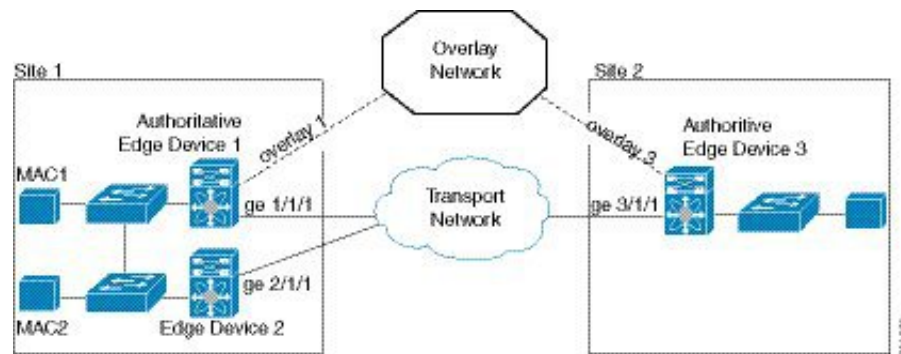 Overlay
Network
Site 1
Site 2
Authoritative
Edge Device 1
overlay 1
overlay 3
Authoritive
Edge Device 3
MAC1
ge 1/1/1
Transport
Network
ge 3/1/1
ge 2/1/1
MAC2
Edge Device 2